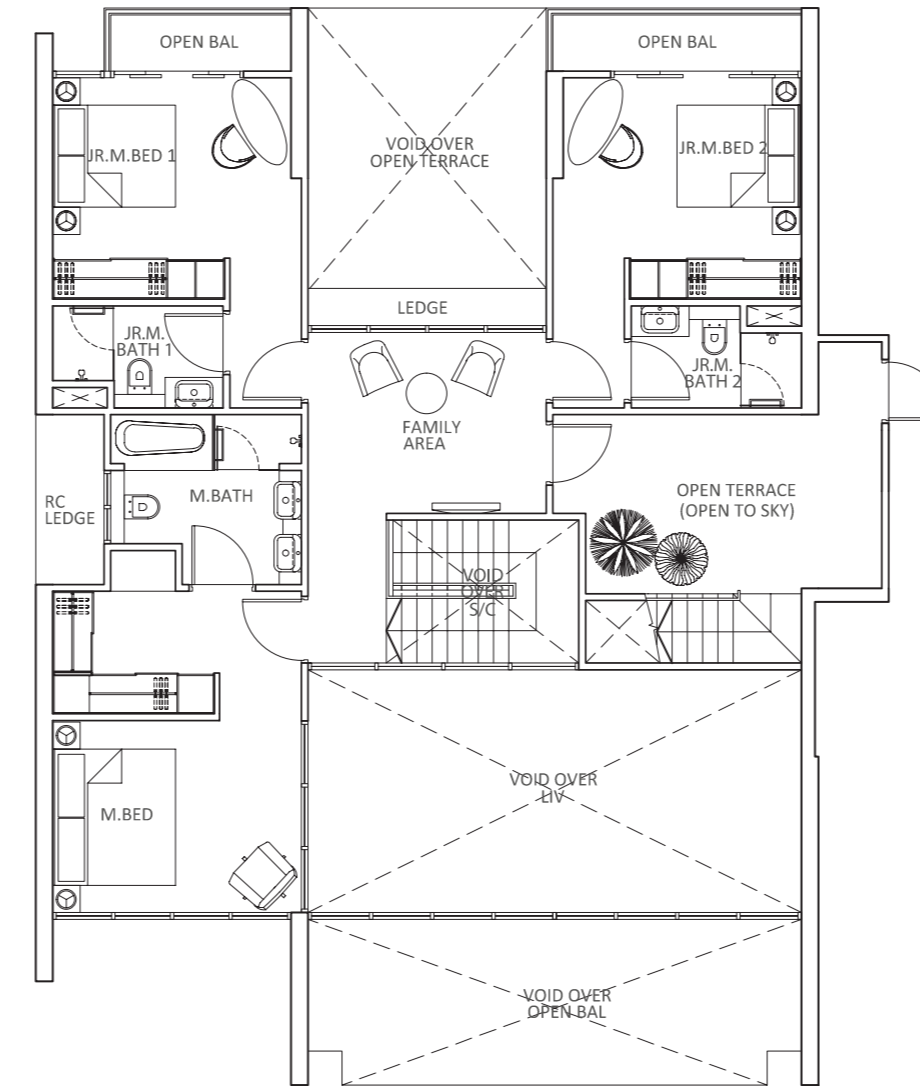 OPEN BAL
OPEN BAL
VOID OVER
OPEN TERRACE
JR.M.BED 1
JR.M.BED 2
LEDGE
JR.M.
BATH 1
JR.M.
BATH 2
FAMILY
AREA
M.BATH
RC
LEDGE
OPEN TERRACE
(OPEN TO SKY)
VOID
OVER
S/C
VOID OVER
LIV
M.BED
VOID OVER
OPEN BAL